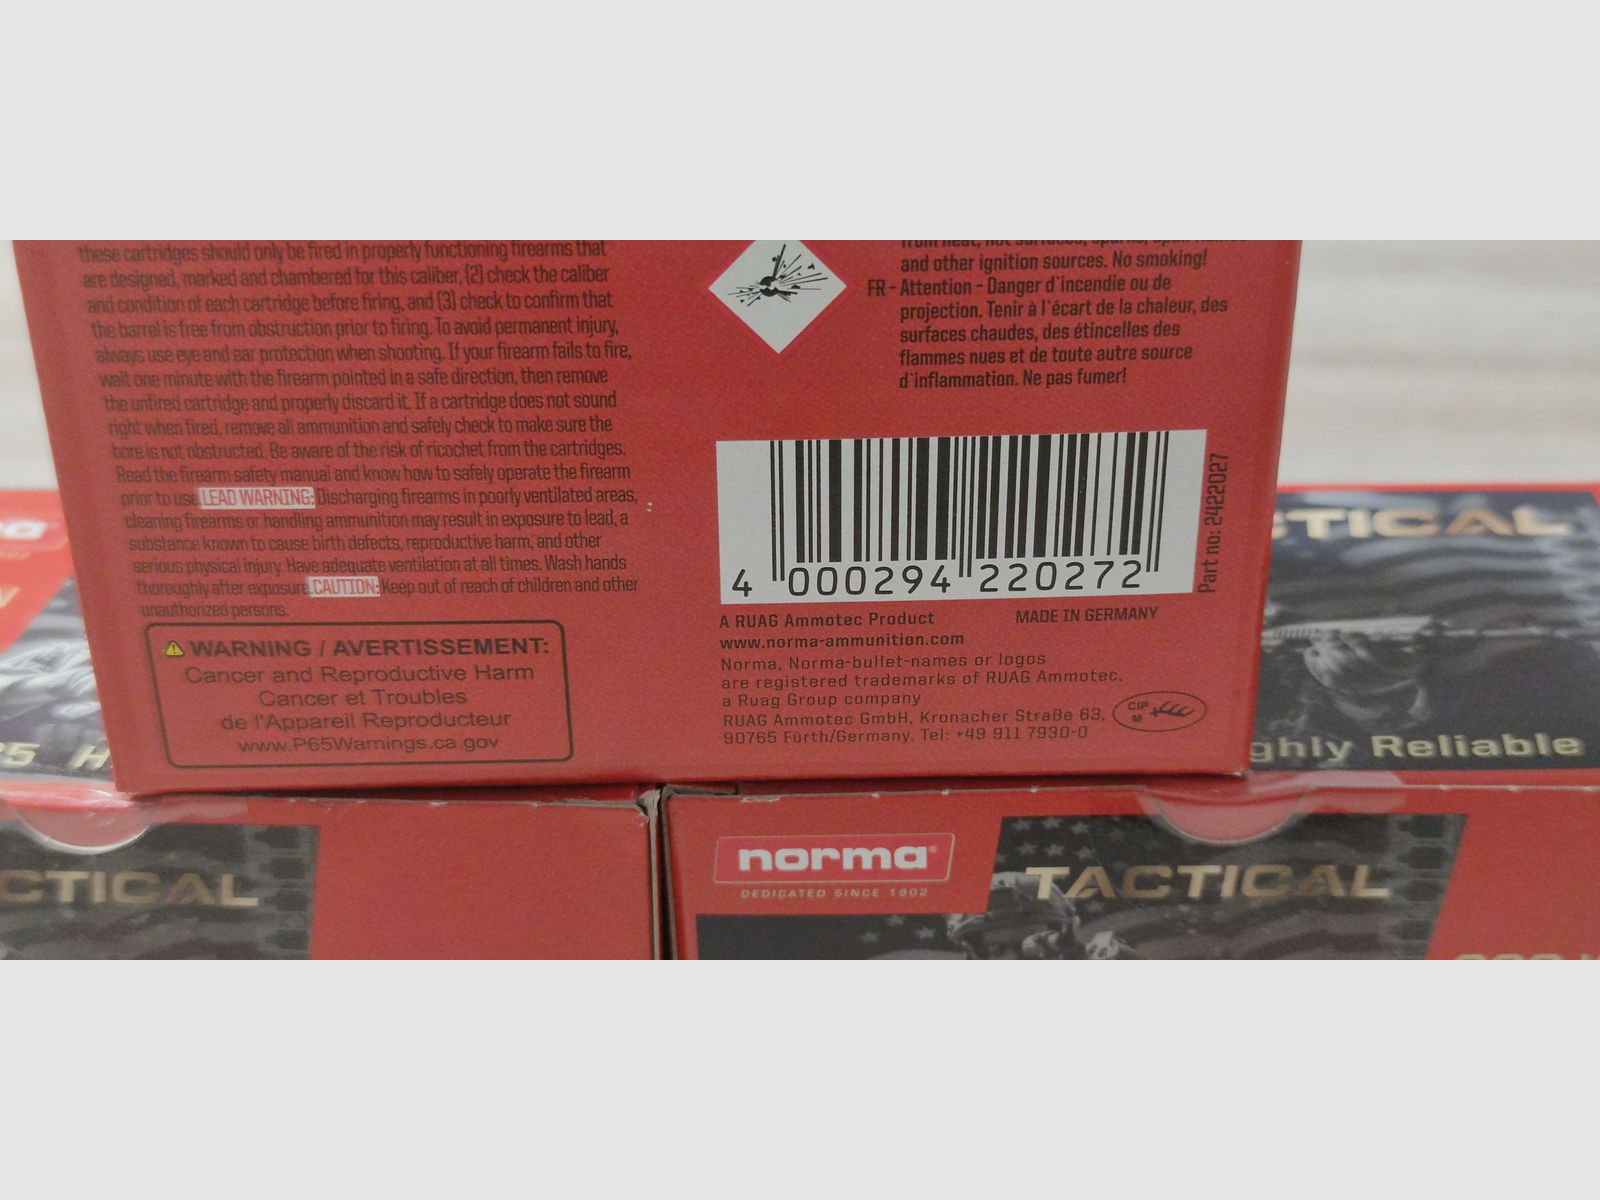 these cartridges should only be fired in properly functioning firearms that
are designed, marked and chambered for this caliber, (2) check the caliber
and condition of each cartridge before firing, and (3) check to confirm that
the barrel is free from obstruction prior to firing. To avoid permanent injury,
always use eye and ear protection when shooting. If your firearm fails to fire,
wait one minute with the firearm pointed in a safe direction, then remove
the unfired cartridge and properly discard it. If a cartridge does not sound
right when fired, remove all ammunition and safely check to make sure the
bore is not obstructed. Be aware of the risk of ricochet from the cartridges.
Read the firearm safety manual and know how to safely operate the firearm
prior to use. LEAD WARNING: Discharging firearms in poorly ventilated areas,
cleaning firearms or handling ammunition may result in exposure to lead, a
substance known to cause birth defects, reproductive harm, and other
serious physical injury. Have adequate ventilation at all times. Wash hands
thoroughly after exposure. CAUTION: Keep out of reach of children and other
unauthorized persons.
WARNING / AVERTISSEMENT:
Cancer and Reproductive Harm
Cancer et Troubles
de l'Appareil Reproducteur
www.P65Warnings.ca.gov
from heat, hot surfaces, sparks,
and other ignition sources. No smoking!
FR - Attention - Danger d`incendie ou de
projection. Tenir à l`écart de la chaleur, des
surfaces chaudes, des étincelles des
flammes nues et de toute autre source
d`inflammation. Ne pas fumer!
4 000294 220272
Part no: 2422027
A RUAG Ammotec Product MADE IN GERMANY
www.norma-ammunition.com
Norma, Norma-bullet-names or logos
are registered trademarks of RUAG Ammotec,
a Ruag Group company
RUAG Ammotec GmbH, Kronacher StraBe 63,
90765 Fürth/Germany. Tel: +49 911 7930-0
CIP
M
TICAL
ghly Reliable
35 H
CTICAL
norma®
DEDICATED SINCE 1902
TACTICAL